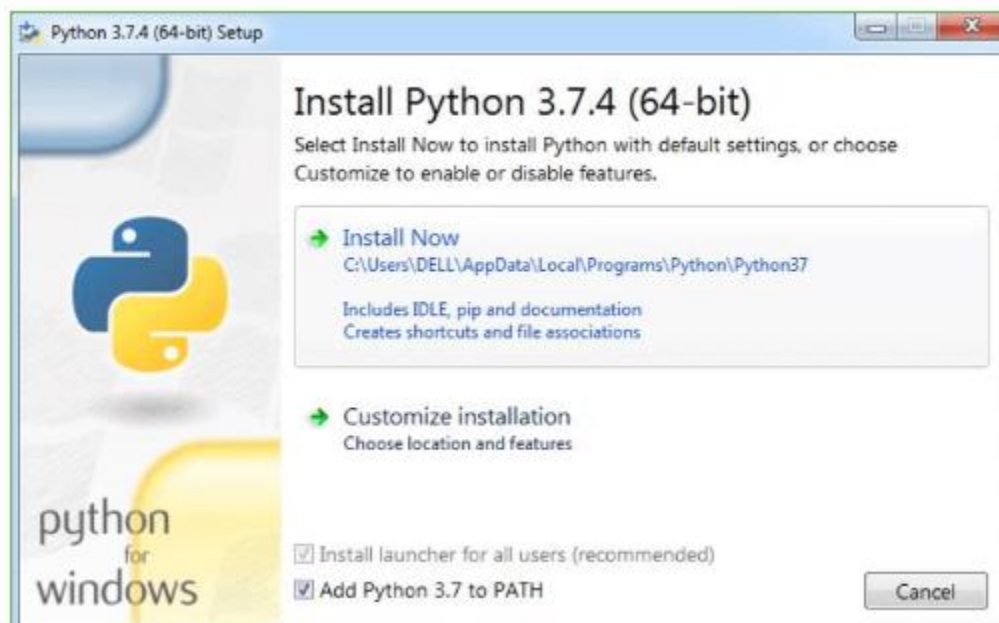 Python 3.7.4 (64-bit) Setup
Install Python 3.7.4 (64-bit)
Select Install Now to install Python with default settings, or choose
Customize to enable or disable features.
Install Now
C:\Users\DELL\AppData\Local\Programs\Python\Python37
Includes IDLE, pip and documentation
Creates shortcuts and file associations
Customize installation
Choose location and features
python
for
windows
Install launcher for all users (recommended)
Add Python 3.7 to PATH
Cancel